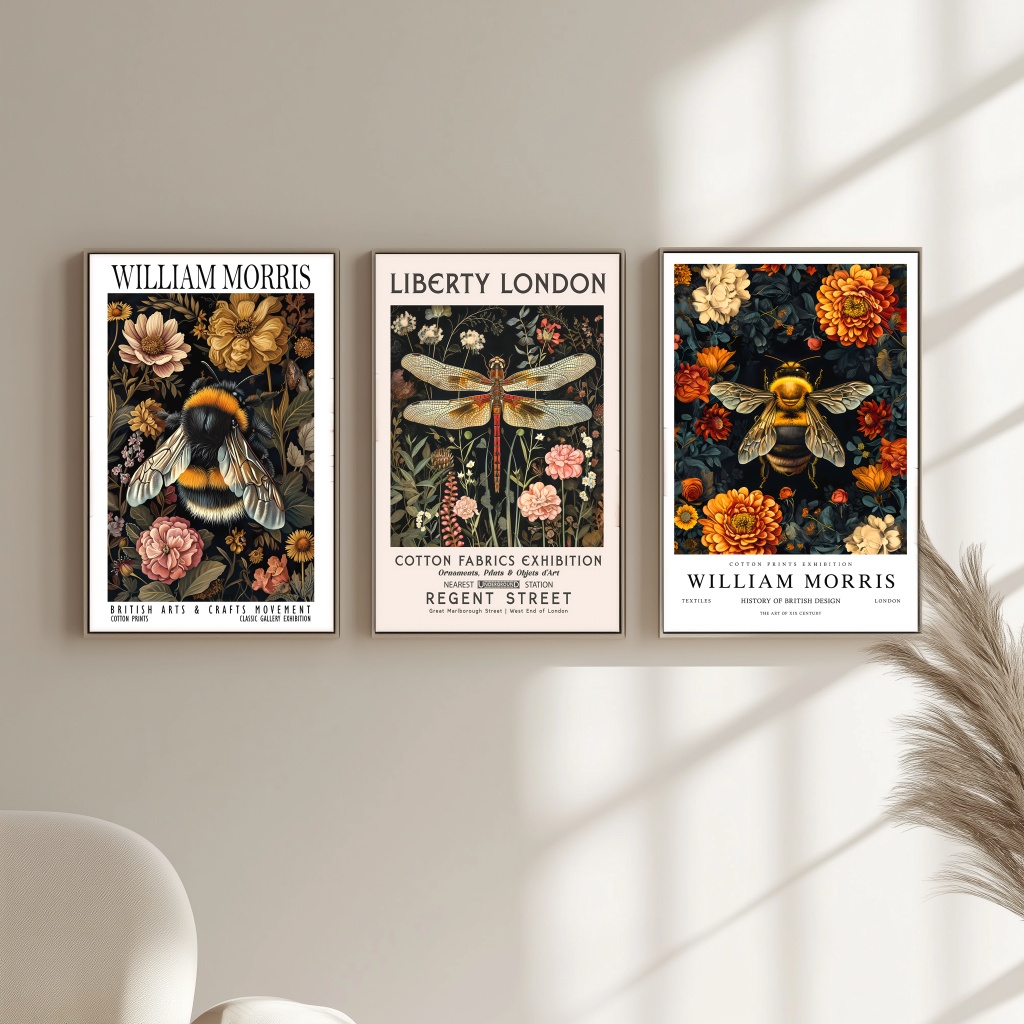 WILLIAM MORRIS
BRITISH ARTS & CRAFTS MOVEMENT
COTTON PRINTS CLASSIC GALLERY EXHIBITION
LIBERTY LONDON
COTTON FABRICS EXHIBITION
Ornaments, Prints & Objets d'Art
NEAREST UNDERGROUND STATION
REGENT STREET
Great Marlborough Street | West End of London
COTTON PRINTS EXHIBITION
WILLIAM MORRIS
TEXTILES HISTORY OF BRITISH DESIGN LONDON
THE ART OF XIX CENTURY